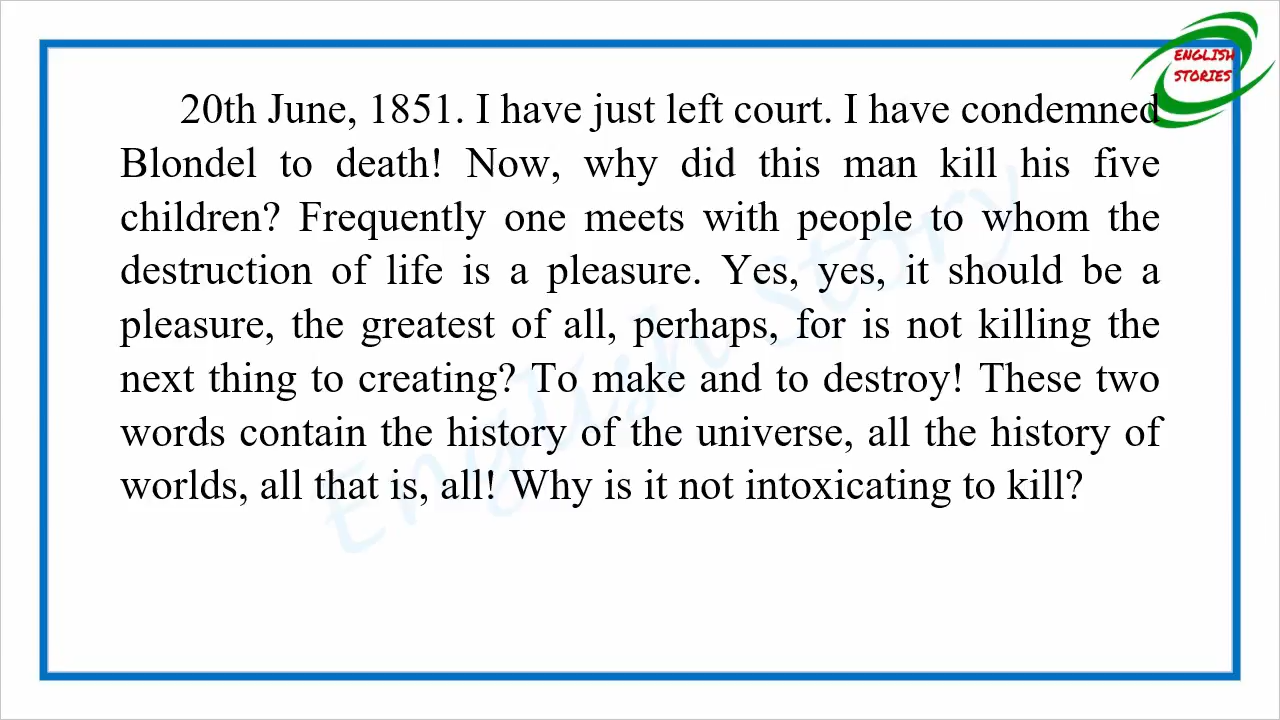 ENGLISH
STORIES
20th June, 1851. I have just left court. I have condemned
Blondel to death! Now, why did this man kill his five
children? Frequently one meets with people to whom the
destruction of life is a pleasure. Yes, yes, it should be a
pleasure, the greatest of all, perhaps, for is not killing the
next thing to creating? To make and to destroy! These two
words contain the history of the universe, all the history of
worlds, all that is, all! Why is it not intoxicating to kill?
English Story